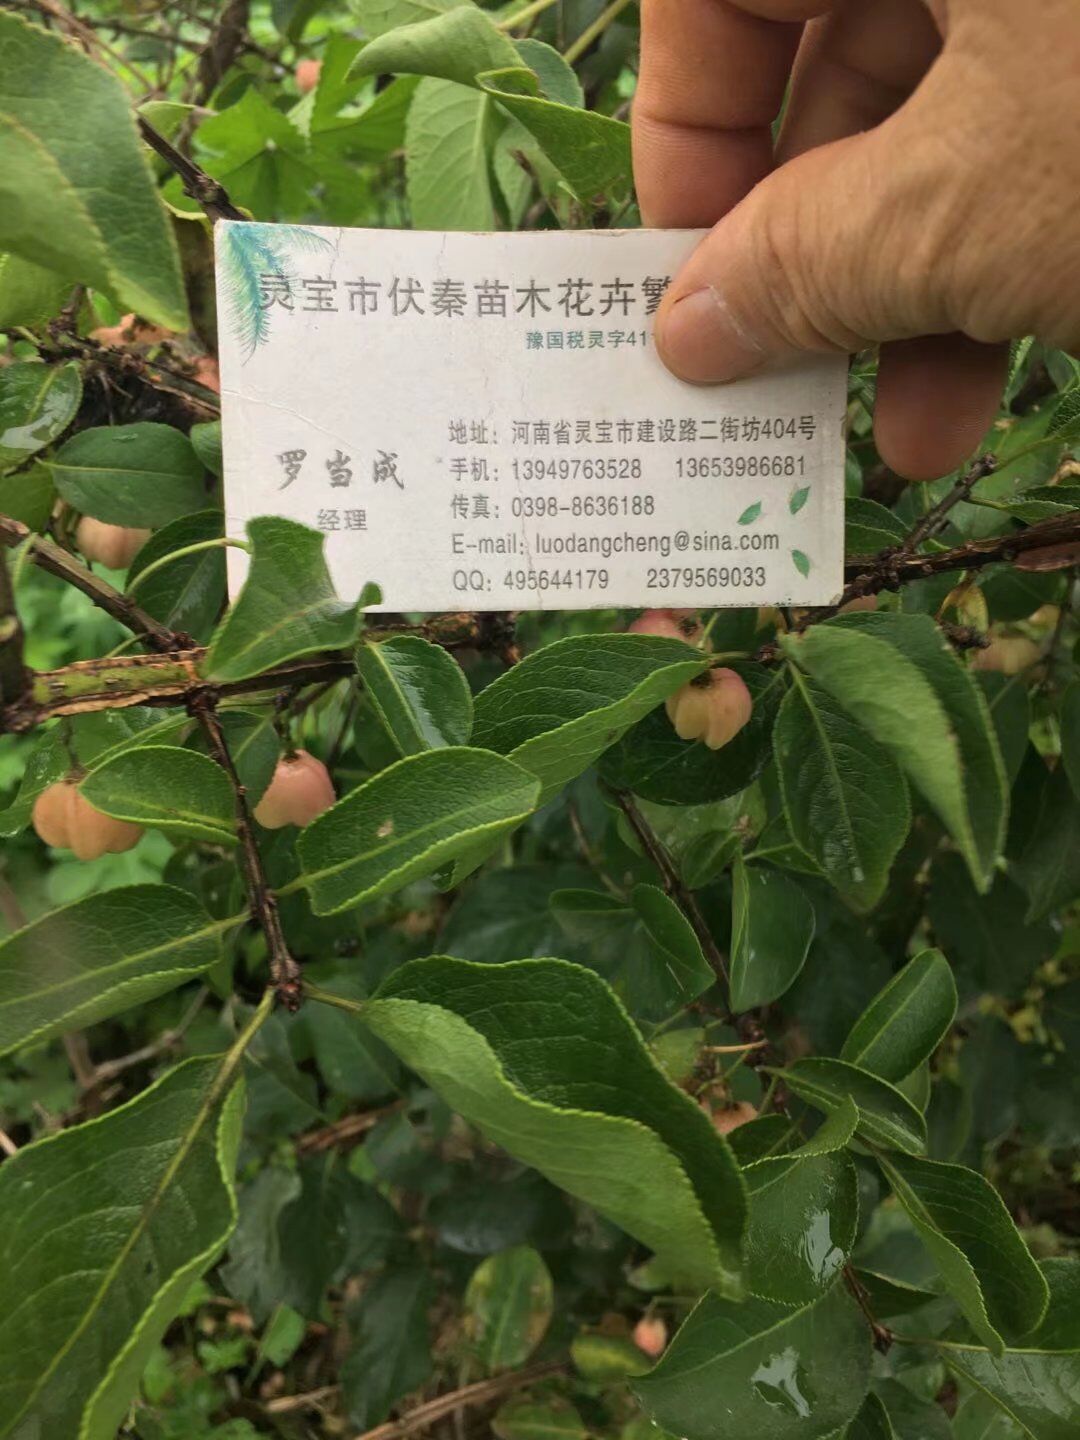 灵宝市伏秦苗木花卉繁
豫国税灵字411
地址：河南省灵宝市建设路二街坊404号
罗当成
手机：13949763528 13653986681
经理
传真：0398-8636188
E-mail：luodangcheng@sina.com
QQ：495644179 2379569033